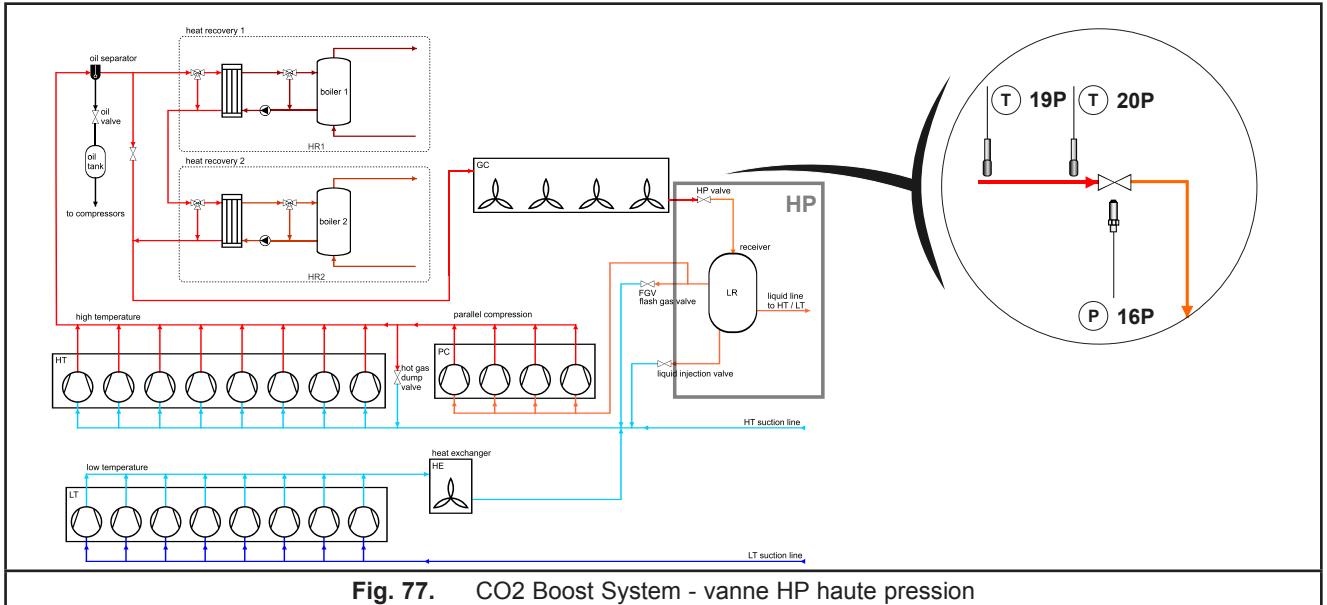 heat recovery 1
oil separator
oil
valve
oil
tank
to compressors
boiler 1
HR1
heat recovery 2
boiler 2
HR2
GC
HP valve
HP
receiver
LR
FGV
flash gas valve
liquid line
to HT / LT
liquid injection valve
T 19P
T 20P
P 16P
high temperature
parallel compression
HT
PC
hot gas
dump
valve
HT suction line
heat exchanger
HE
low temperature
LT
LT suction line
Fig. 77. CO2 Boost System - vanne HP haute pression